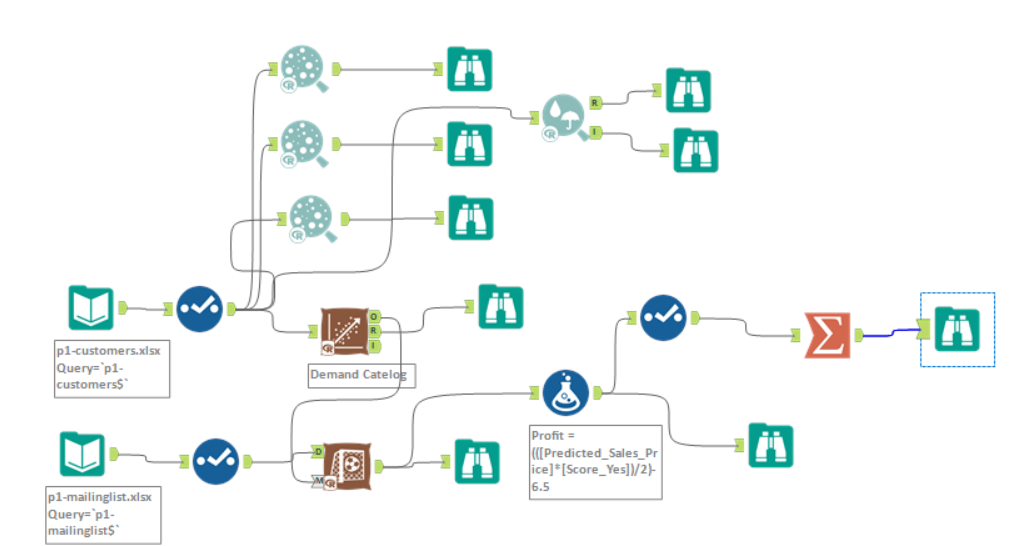 R
I
p1-customers.xlsx
Query=`p1-
customers$`
O
R
I
Demand Catelog
p1-mailinglist.xlsx
Query=`p1-
mailinglist$`
D
M
Profit =
(([Predicted_Sales_Pr
ice]*[Score_Yes])/2)-
6.5